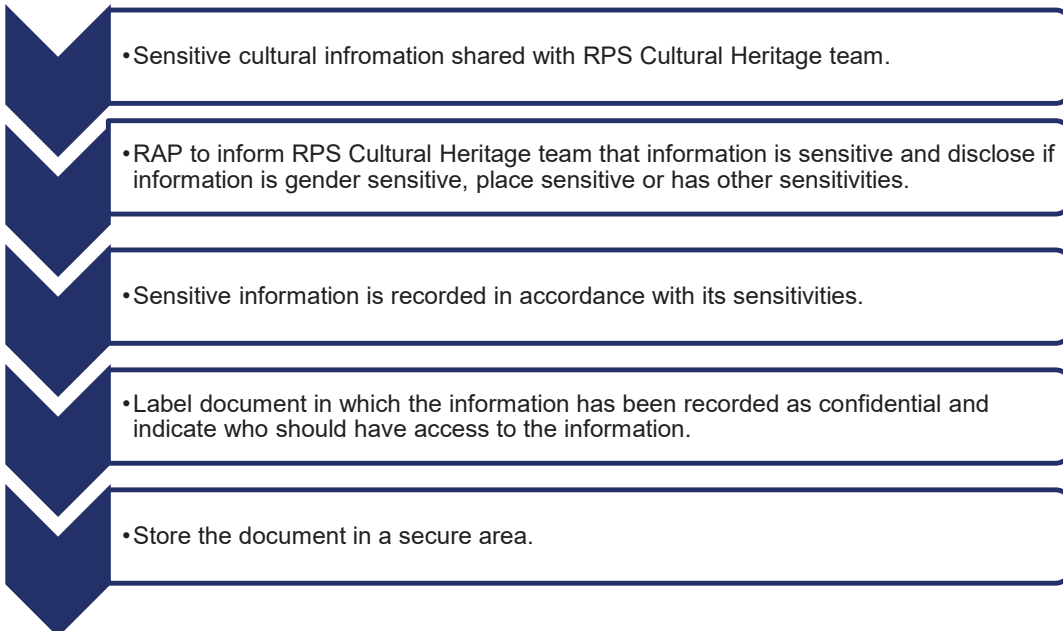 •Sensitive cultural infromation shared with RPS Cultural Heritage team.
•RAP to inform RPS Cultural Heritage team that information is sensitive and disclose if
information is gender sensitive, place sensitive or has other sensitivities.
•Sensitive information is recorded in accordance with its sensitivities.
•Label document in which the information has been recorded as confidential and
indicate who should have access to the information.
•Store the document in a secure area.